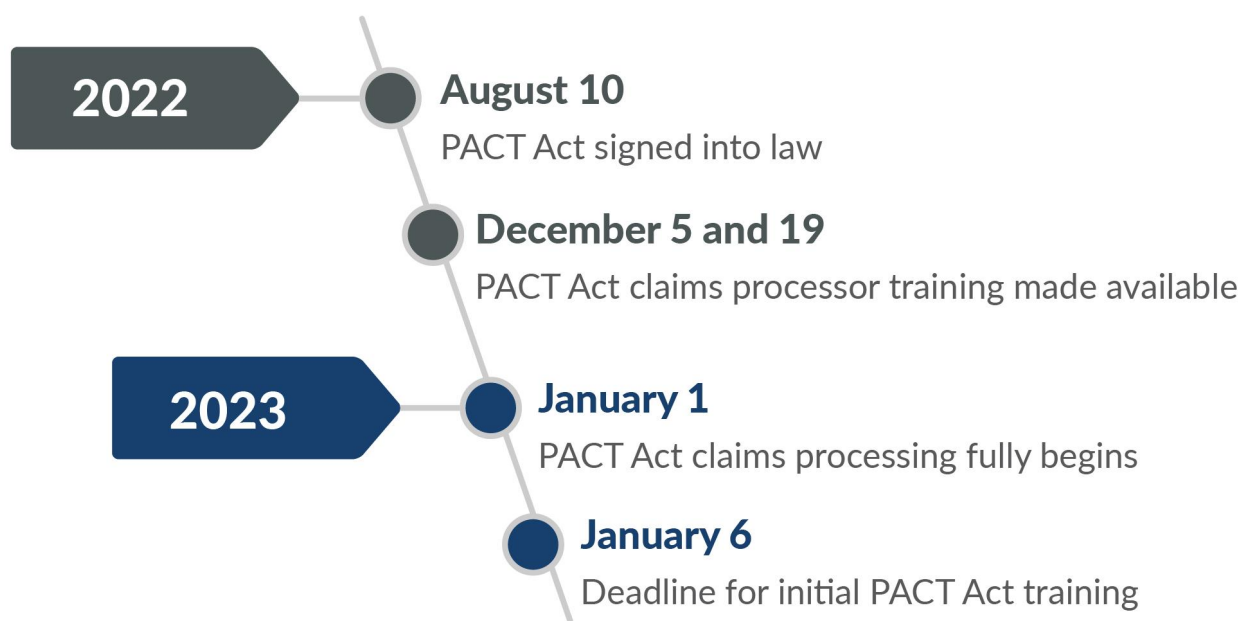 2022
August 10
PACT Act signed into law
December 5 and 19
PACT Act claims processor training made available
2023
January 1
PACT Act claims processing fully begins
January 6
Deadline for initial PACT Act training